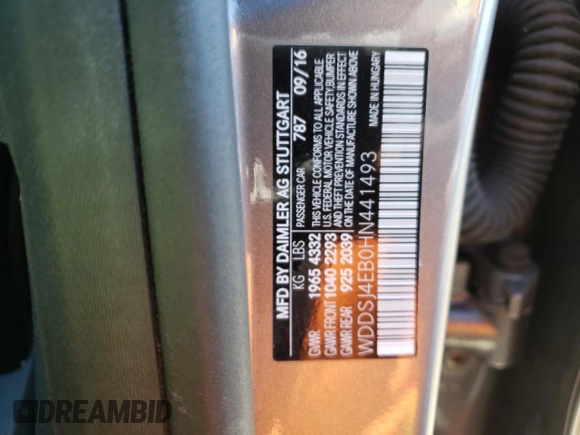 MFD BY DAIMLER AG STUTTGART
KG LBS PASSENGER CAR 787 09/16
GVWR 1965 4332 THIS VEHICLE CONFORMS TO ALL APPLICABLE
GAWR FRONT 1040 2293 U.S. FEDERAL MOTOR VEHICLE SAFETY,BUMPER
GAWR REAR 925 2039 AND THEFT PREVENTION STANDARDS IN EFFECT
ON THE DATE OF MANUFACTURE SHOWN ABOVE.
WDDSJ4EB0HN441493 MADE IN HUNGARY
DREAMBID